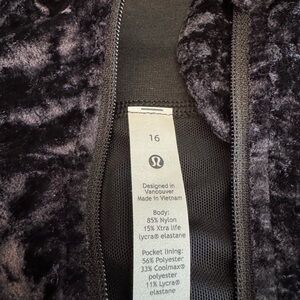 16
Designed in
Vancouver
Made in Vietnam
Body:
85% Nylon
15% Xtra life
lycra® elastane
Pocket lining:
56% Polyester
33% Coolmax®
polyester
11% Lycra®
elastane